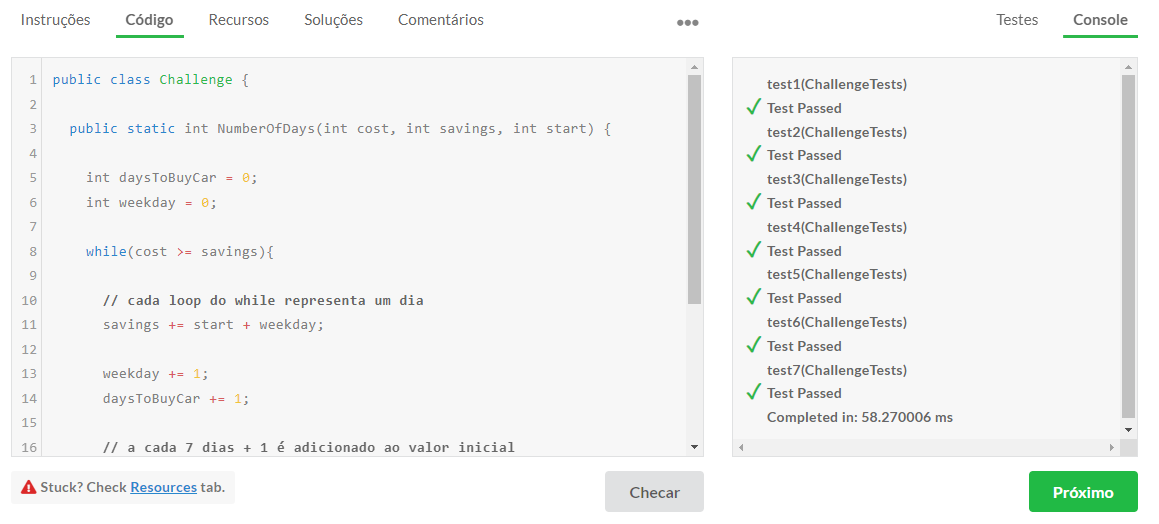 Instruções Código Recursos Soluções Comentários ••• Testes Console
1 public class Challenge {
2
3 public static int NumberOfDays(int cost, int savings, int start) {
4
5 int daysToBuyCar = 0;
6 int weekday = 0;
7
8 while(cost >= savings){
9
10 // cada loop do while representa um dia
11 savings += start + weekday;
12
13 weekday += 1;
14 daysToBuyCar += 1;
15
16 // a cada 7 dias + 1 é adicionado ao valor inicial
test1(ChallengeTests)
Test Passed
test2(ChallengeTests)
Test Passed
test3(ChallengeTests)
Test Passed
test4(ChallengeTests)
Test Passed
test5(ChallengeTests)
Test Passed
test6(ChallengeTests)
Test Passed
test7(ChallengeTests)
Test Passed
Completed in: 58.270006 ms
Stuck? Check Resources tab.
Checar
Próximo